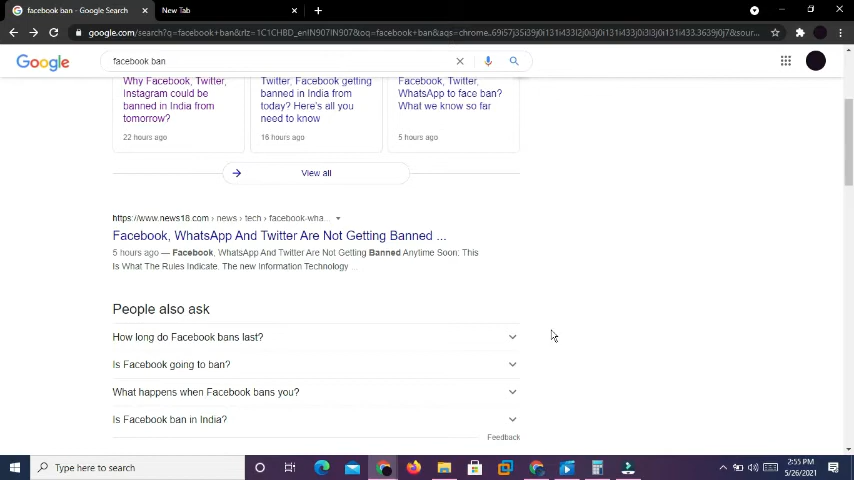 facebook ban - Google Search
New Tab
google.com/search?q=facebook+ban&rlz=1C1CHBD_enIN907IN907&oq=facebook+ban&aqs=chrome..69i57j35i39j0i131i433l2j0i3j0i131i433j0i3l3j0i131i433.3639j0j7&sour...
Google
facebook ban
Why Facebook, Twitter,
Instagram could be
banned in India from
tomorrow?
22 hours ago
Twitter, Facebook getting
banned in India from
today? Here's all you
need to know
16 hours ago
Facebook, Twitter,
WhatsApp to face ban?
What we know so far
5 hours ago
View all
https://www.news18.com › news › tech › facebook-wha...
Facebook, WhatsApp And Twitter Are Not Getting Banned ...
5 hours ago — Facebook, WhatsApp And Twitter Are Not Getting Banned Anytime Soon: This
Is What The Rules Indicate. The new Information Technology ...
People also ask
How long do Facebook bans last?
Is Facebook going to ban?
What happens when Facebook bans you?
Is Facebook ban in India?
Feedback
Type here to search
2:55 PM
5/26/2021